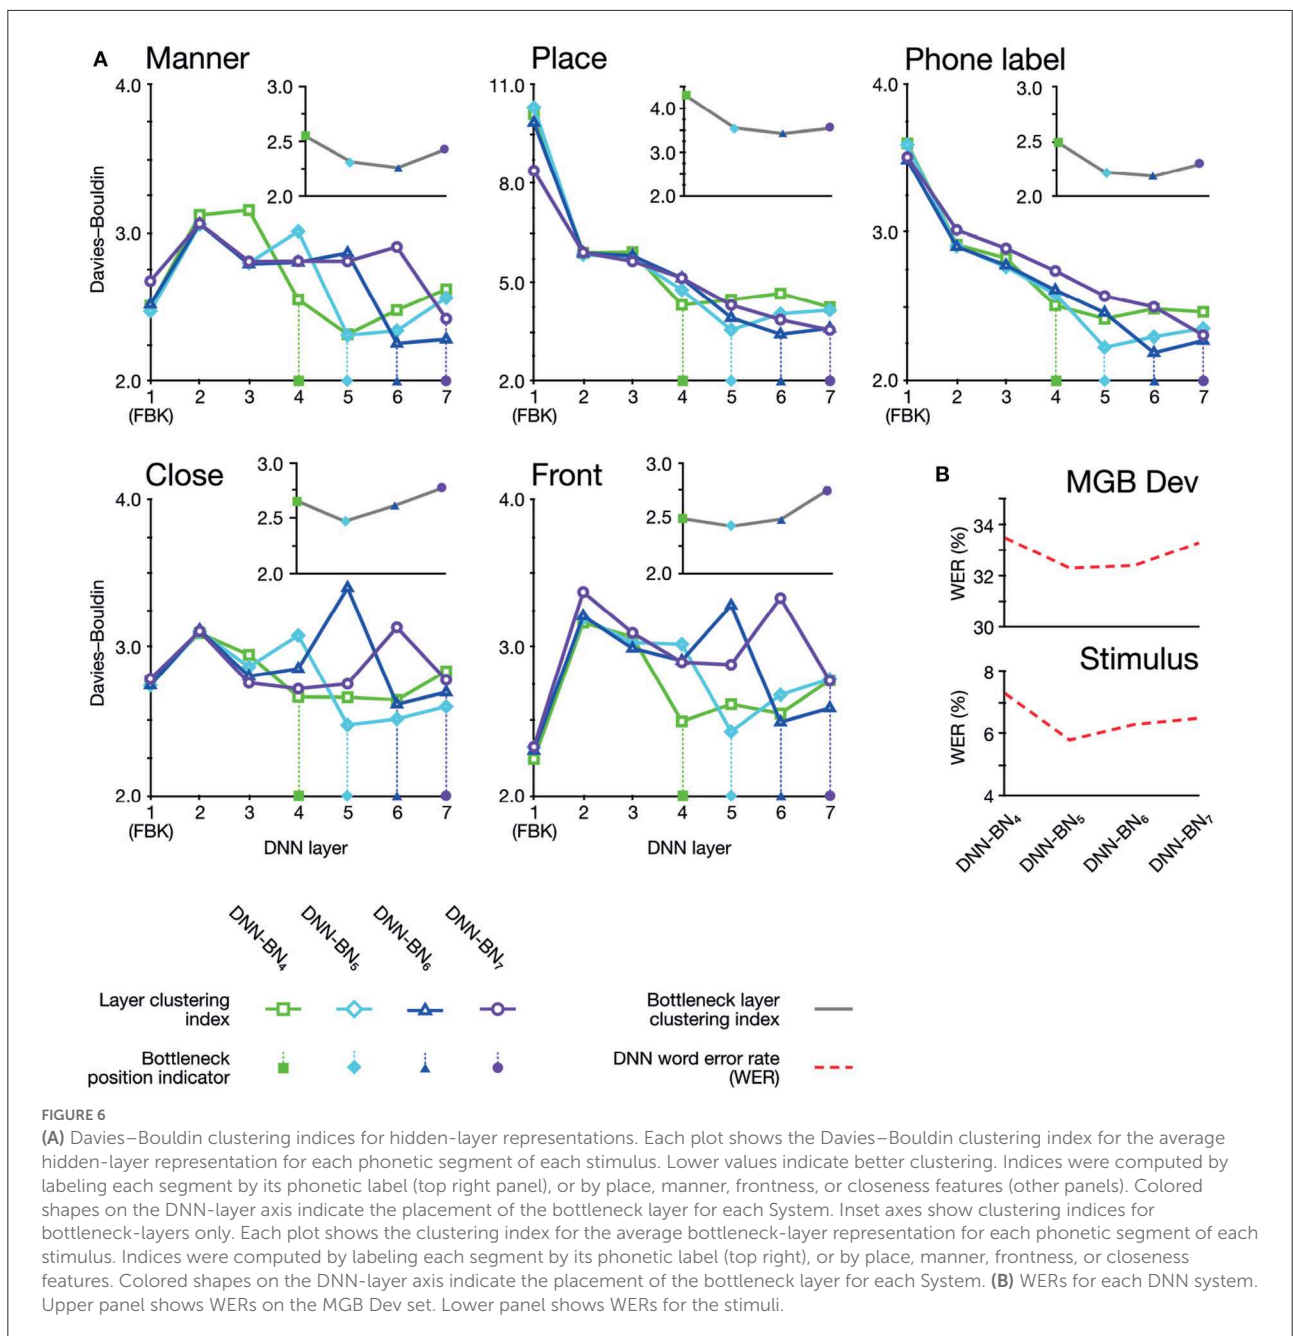 A
Manner
Place
Phone label
Davies–Bouldin
4.0
3.0
2.0
3.0
2.5
2.0
1
(FBK)
2
3
4
5
6
7
11.0
8.0
5.0
2.0
4.0
3.0
2.0
1
(FBK)
2
3
4
5
6
7
4.0
3.0
2.0
3.0
2.5
2.0
1
(FBK)
2
3
4
5
6
7
Close
Front
Davies–Bouldin
4.0
3.0
2.0
3.0
2.5
2.0
1
(FBK)
2
3
4
5
6
7
DNN layer
4.0
3.0
2.0
3.0
2.5
2.0
1
(FBK)
2
3
4
5
6
7
DNN layer
B
MGB Dev
WER (%)
34
32
30
Stimulus
WER (%)
8
6
4
DNN-BN4
DNN-BN5
DNN-BN6
DNN-BN7
DNN-BN4
DNN-BN5
DNN-BN6
DNN-BN7
Layer clustering
index
Bottleneck
position indicator
Bottleneck layer
clustering index
DNN word error rate
(WER)
FIGURE 6
(A) Davies–Bouldin clustering indices for hidden-layer representations. Each plot shows the Davies–Bouldin clustering index for the average
hidden-layer representation for each phonetic segment of each stimulus. Lower values indicate better clustering. Indices were computed by
labeling each segment by its phonetic label (top right panel), or by place, manner, frontness, or closeness features (other panels). Colored
shapes on the DNN-layer axis indicate the placement of the bottleneck layer for each System. Inset axes show clustering indices for
bottleneck-layers only. Each plot shows the clustering index for the average bottleneck-layer representation for each phonetic segment of each
stimulus. Indices were computed by labeling each segment by its phonetic label (top right), or by place, manner, frontness, or closeness
features. Colored shapes on the DNN-layer axis indicate the placement of the bottleneck layer for each System. (B) WERs for each DNN system.
Upper panel shows WERs on the MGB Dev set. Lower panel shows WERs for the stimuli.